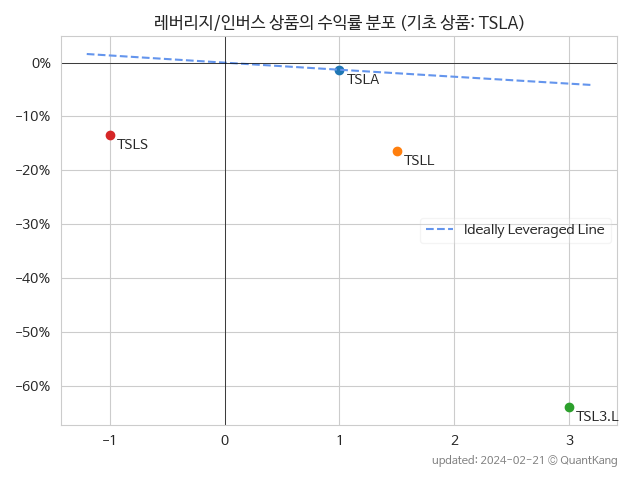 레버리지/인버스 상품의 수익률 분포 (기초 상품: TSLA)
0%
TSLA
−10%
TSLS
TSLL
−20%
−30%
Ideally Leveraged Line
−40%
−50%
−60%
TSL3.L
−1 0 1 2 3
updated: 2024-02-21 ⓒ QuantKang